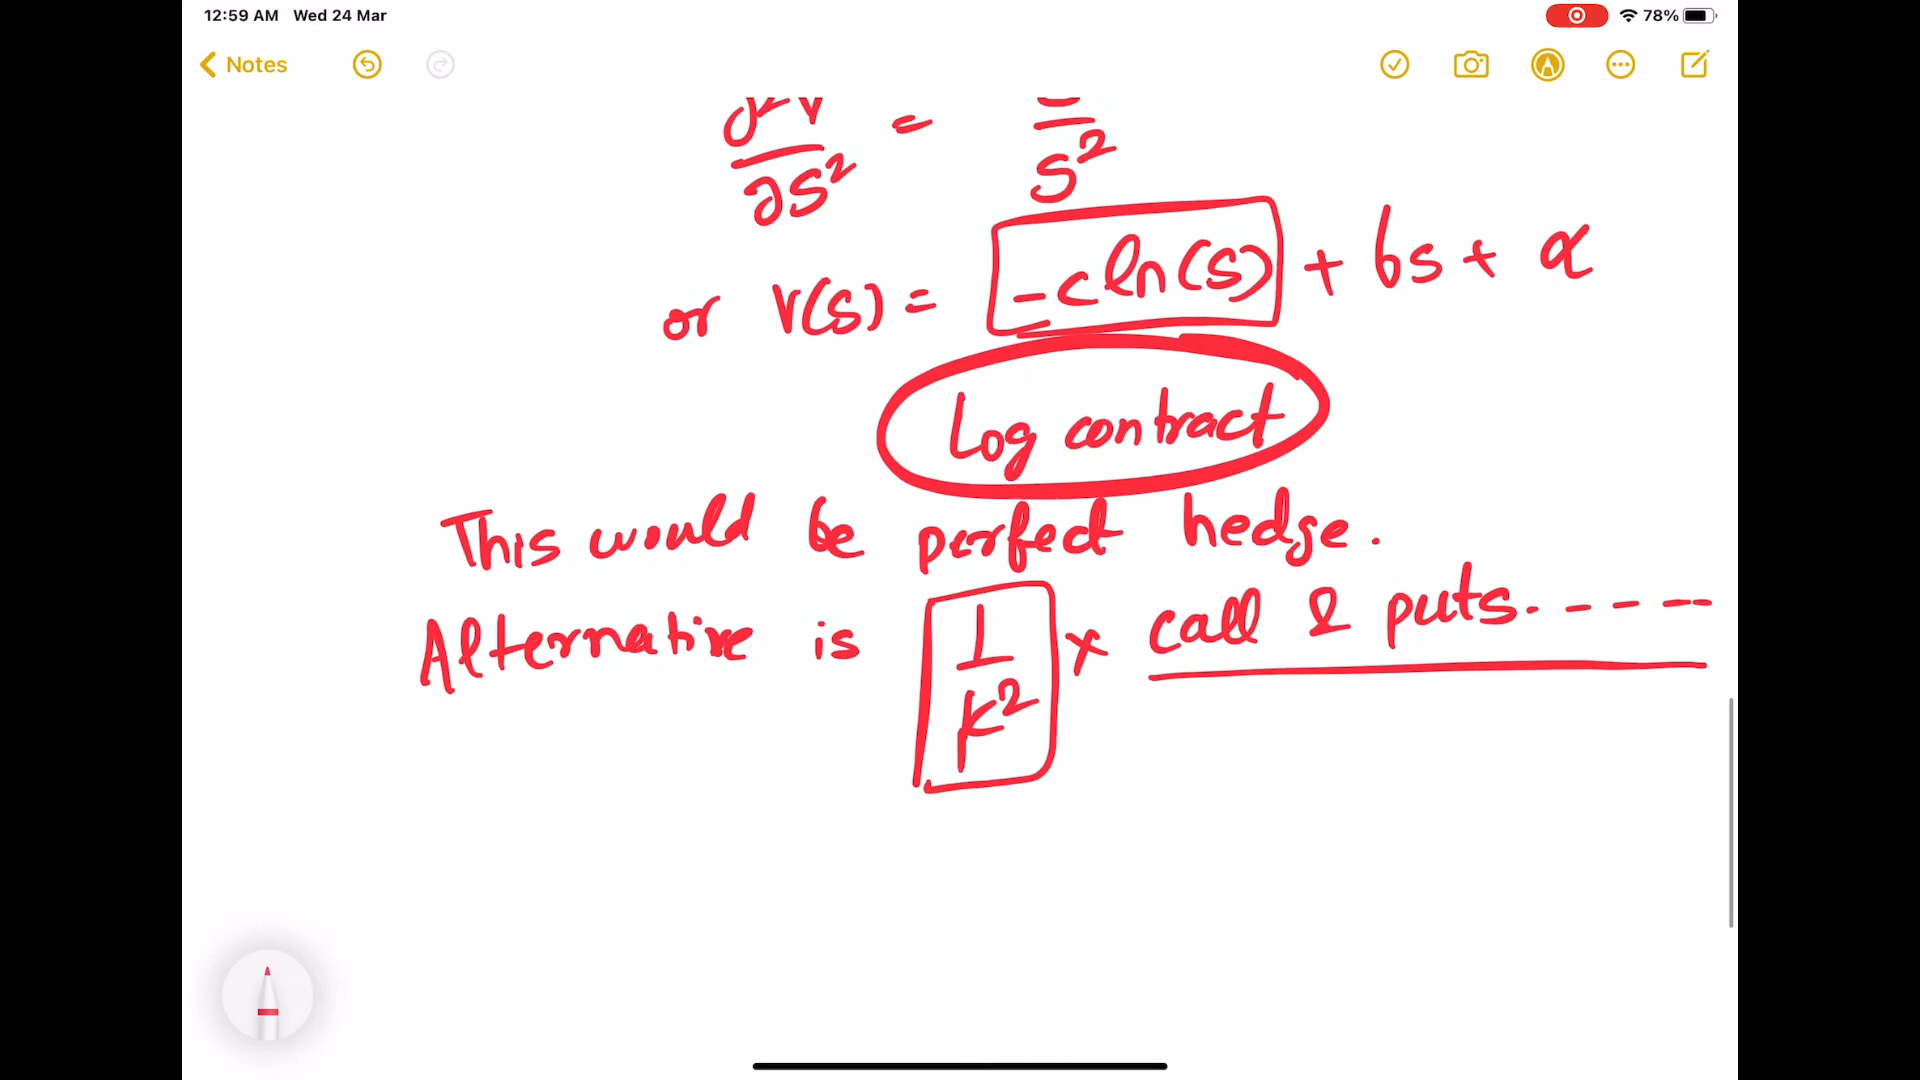 12:59 AM Wed 24 Mar 78%
Notes
∂²V/∂S² = /S²
or V(S) = -c ln(S) + bs + α
Log contract
This would be perfect hedge.
Alternative is 1/K² x call & puts. - - - -